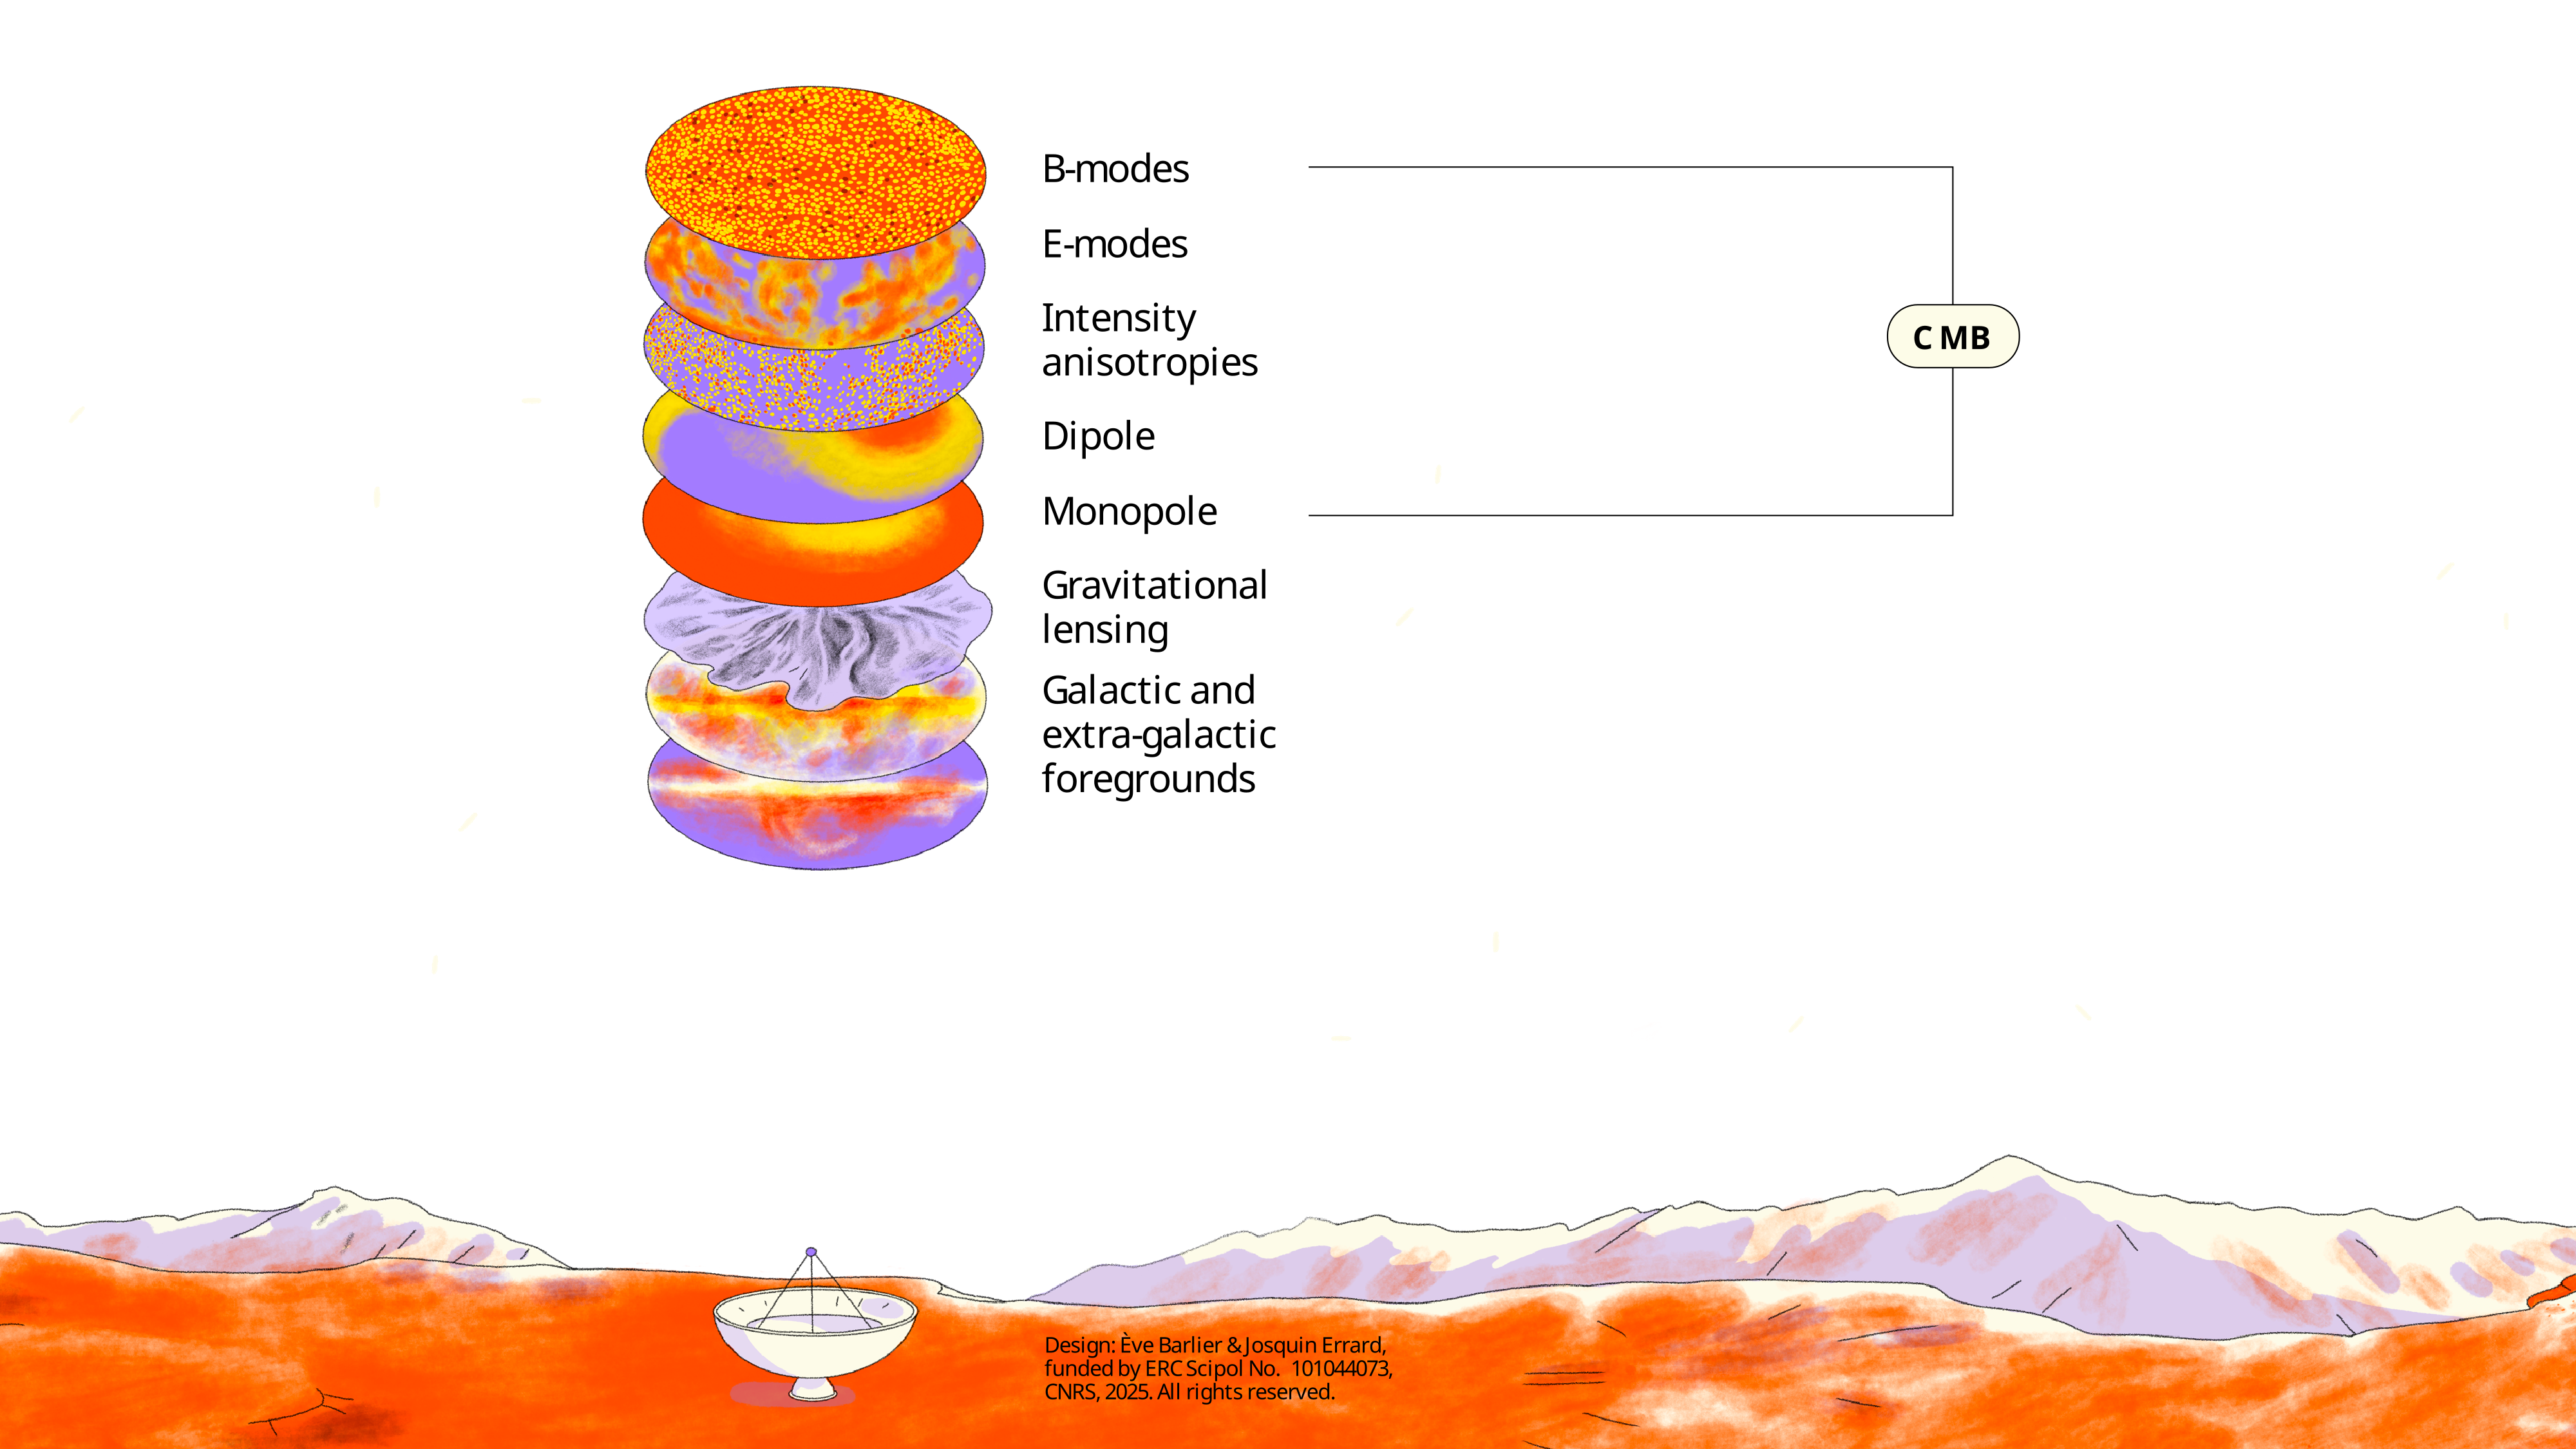 B-modes
E-modes
Intensity
anisotropies
CMB
Dipole
Monopole
Gravitational
lensing
Galactic and
extra-galactic
foregrounds
Design: Ève Barlier & Josquin Errard,
funded by ERC Scipol No. 101044073,
CNRS, 2025. All rights reserved.